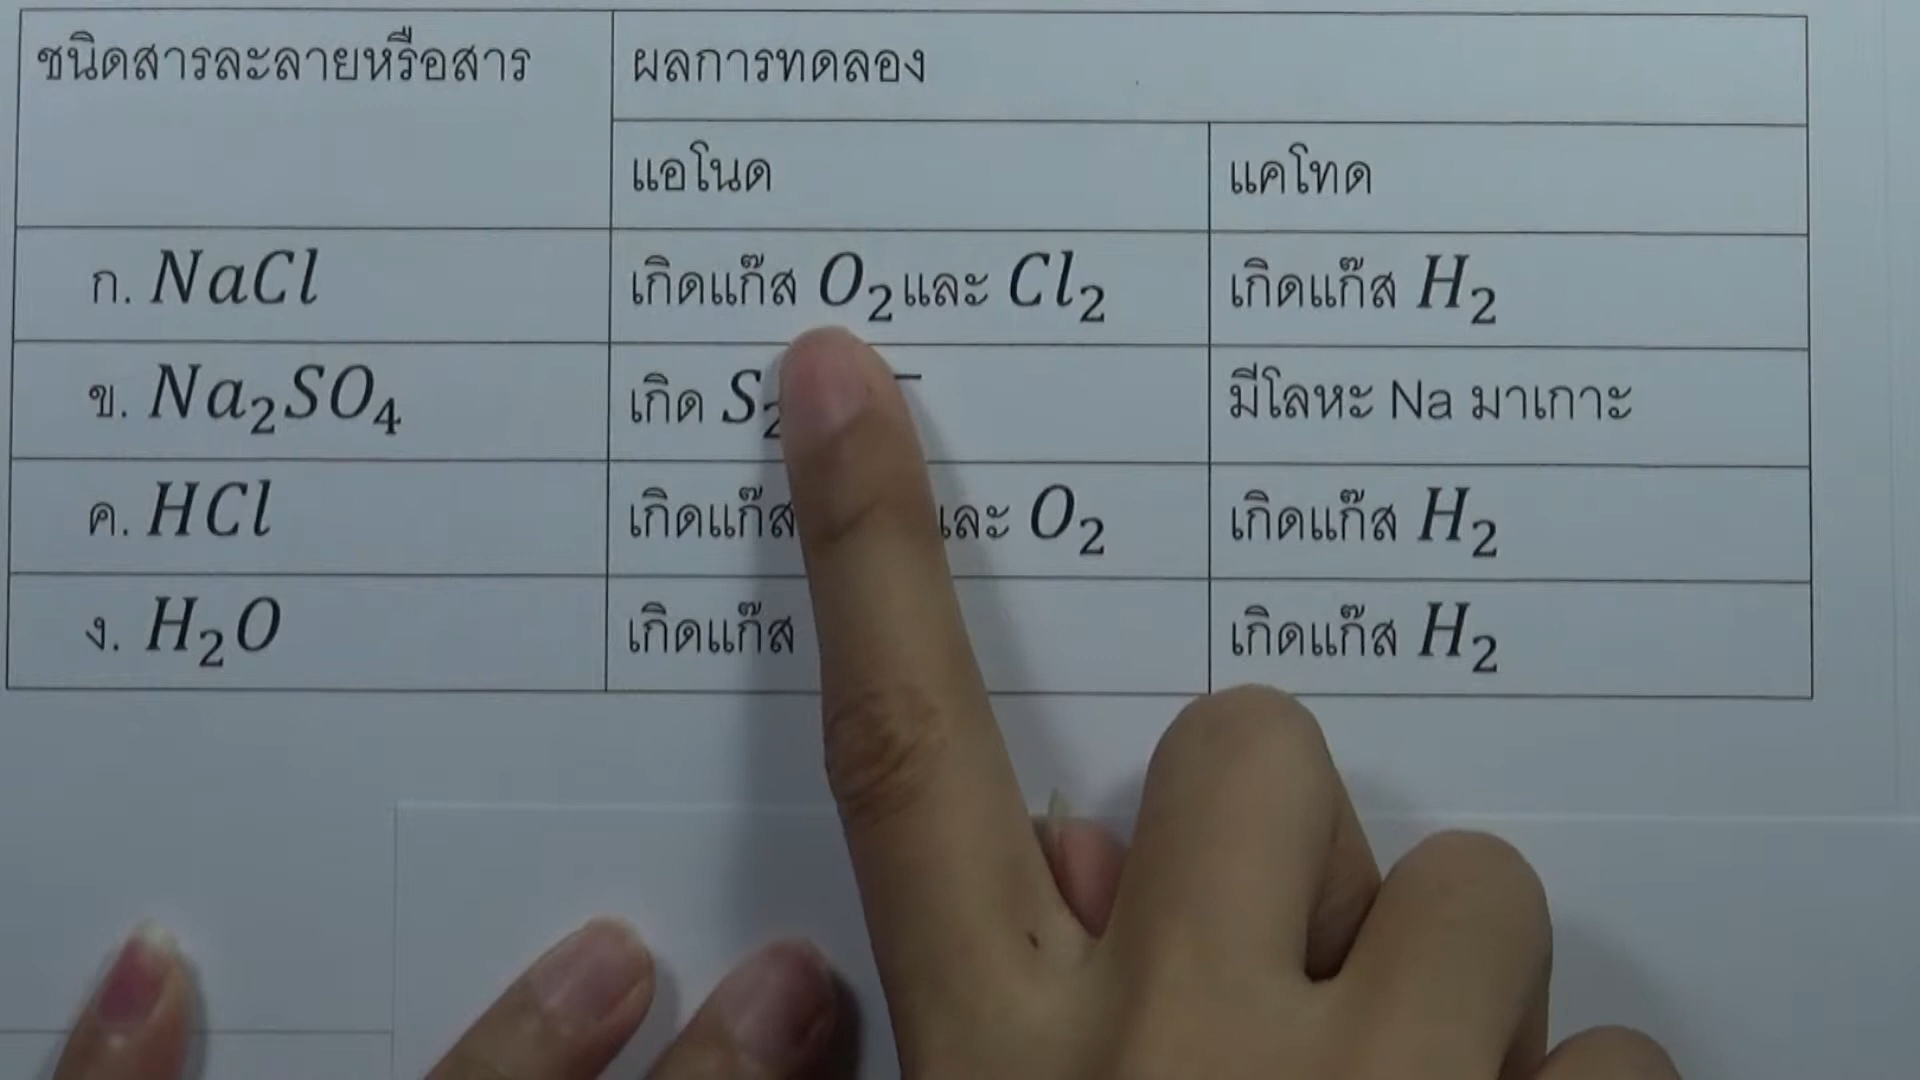 ชนิดสารละลายหรือสาร ผลการทดลอง
แอโนด แคโทด
ก. NaCl เกิดแก๊ส O₂และ Cl₂ เกิดแก๊ส H₂
ข. Na₂SO₄ เกิด มีโลหะ Na มาเกาะ
ค. HCl เกิดแก๊ส และ O₂ เกิดแก๊ส H₂
ง. H₂O เกิดแก๊ส เกิดแก๊ส H₂